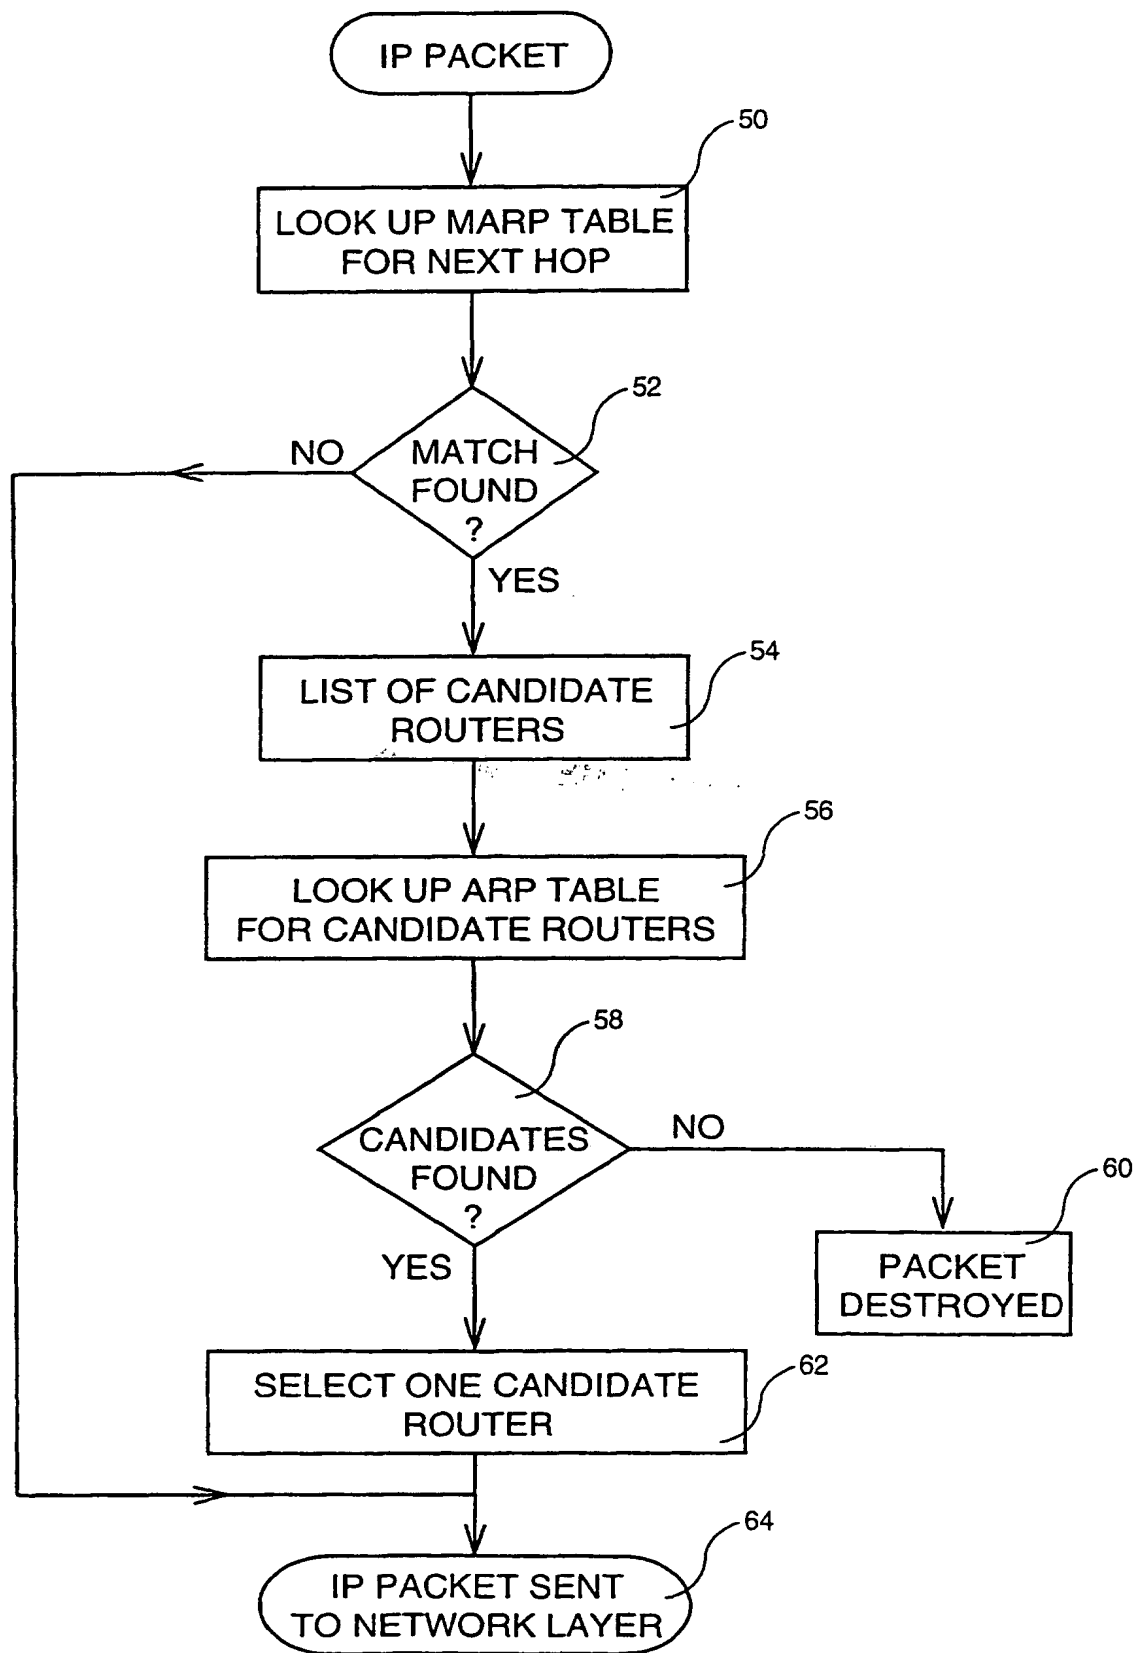 IP PACKET
50
LOOK UP MARP TABLE
FOR NEXT HOP
52
NO
MATCH
FOUND
?
YES
54
LIST OF CANDIDATE
ROUTERS
56
LOOK UP ARP TABLE
FOR CANDIDATE ROUTERS
58
CANDIDATES
FOUND
?
NO
60
PACKET
DESTROYED
YES
62
SELECT ONE CANDIDATE
ROUTER
64
IP PACKET SENT
TO NETWORK LAYER